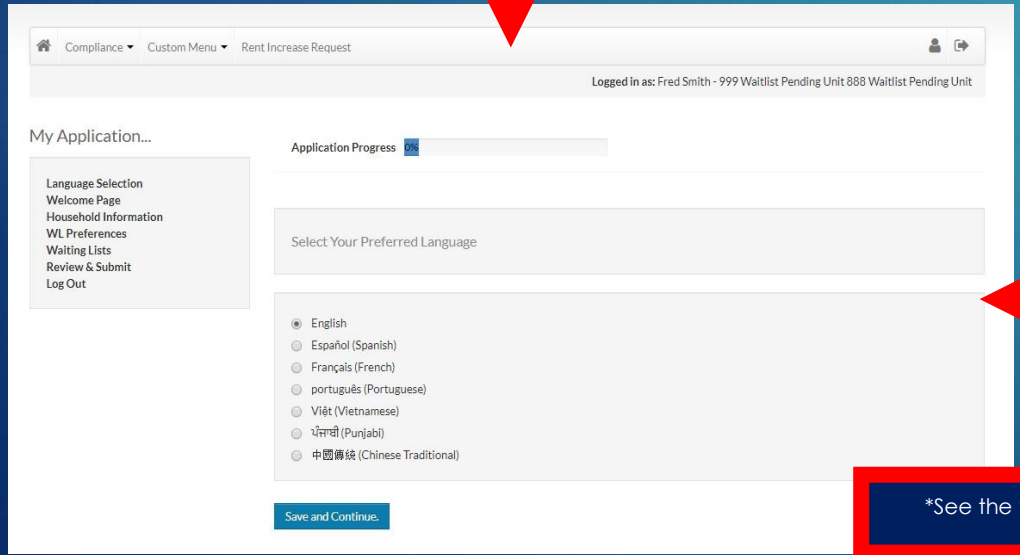 Compliance Custom Menu Rent Increase Request
Logged in as: Fred Smith - 999 Waitlist Pending Unit 888 Waitlist Pending Unit
My Application...
Language Selection
Welcome Page
Household Information
WL Preferences
Waiting Lists
Review & Submit
Log Out
Application Progress 0%
Select Your Preferred Language
English
Español (Spanish)
Français (French)
português (Portuguese)
Việt (Vietnamese)
ਪੰਜਾਬੀ (Punjabi)
中國傳統 (Chinese Traditional)
Save and Continue.
*See the